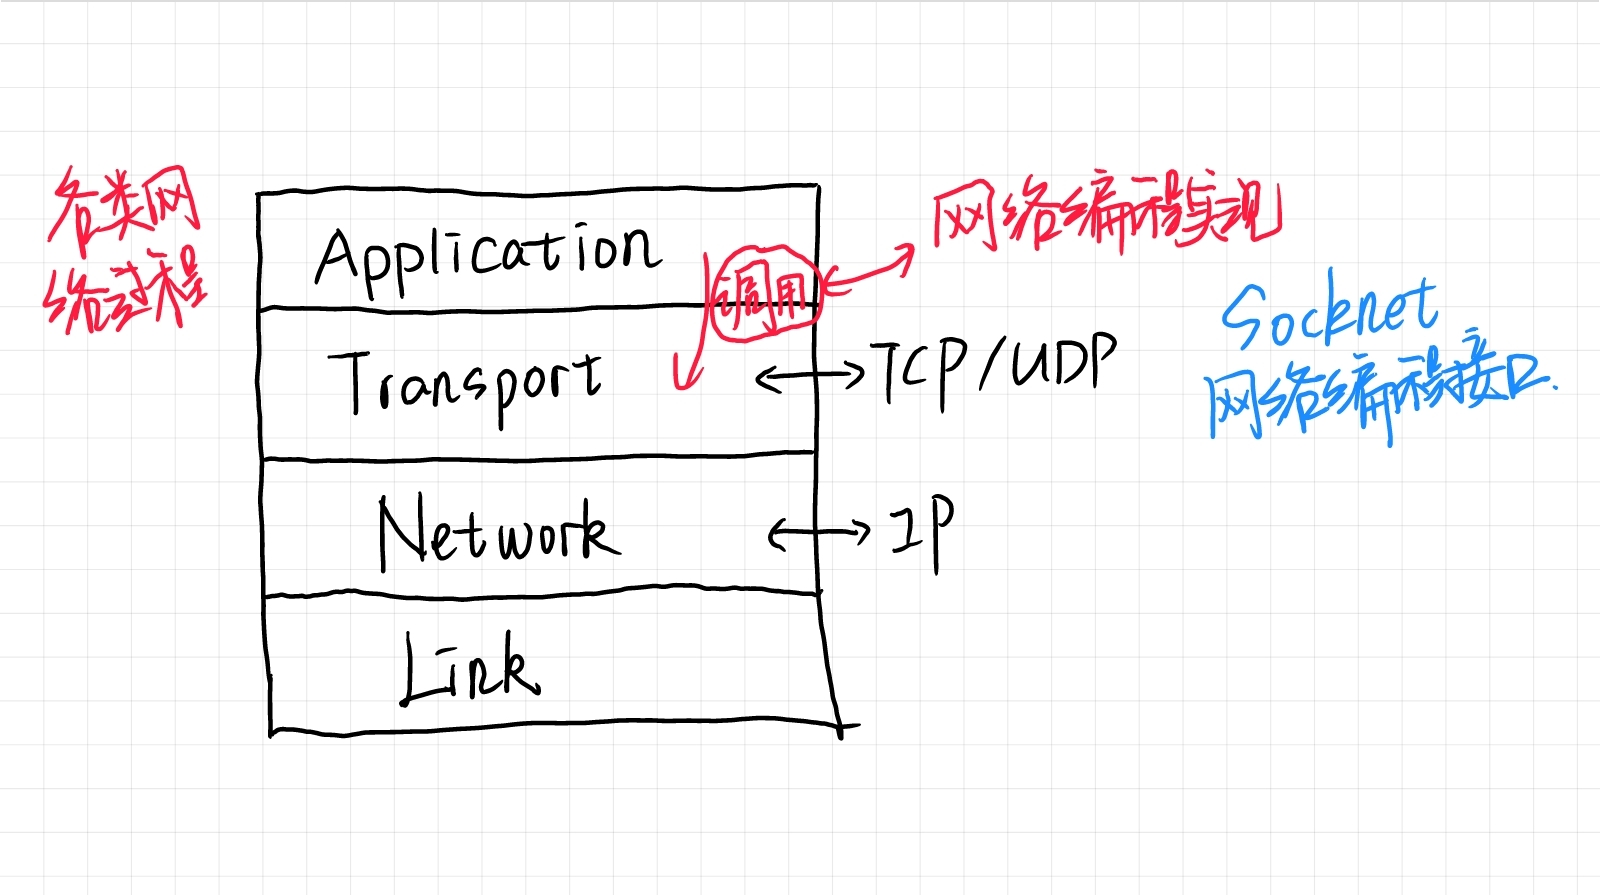 各类网
络过程
Application
调用
网络编程实现
Transport
TCP/UDP
Socknet
网络编程接口.
Network
IP
Link